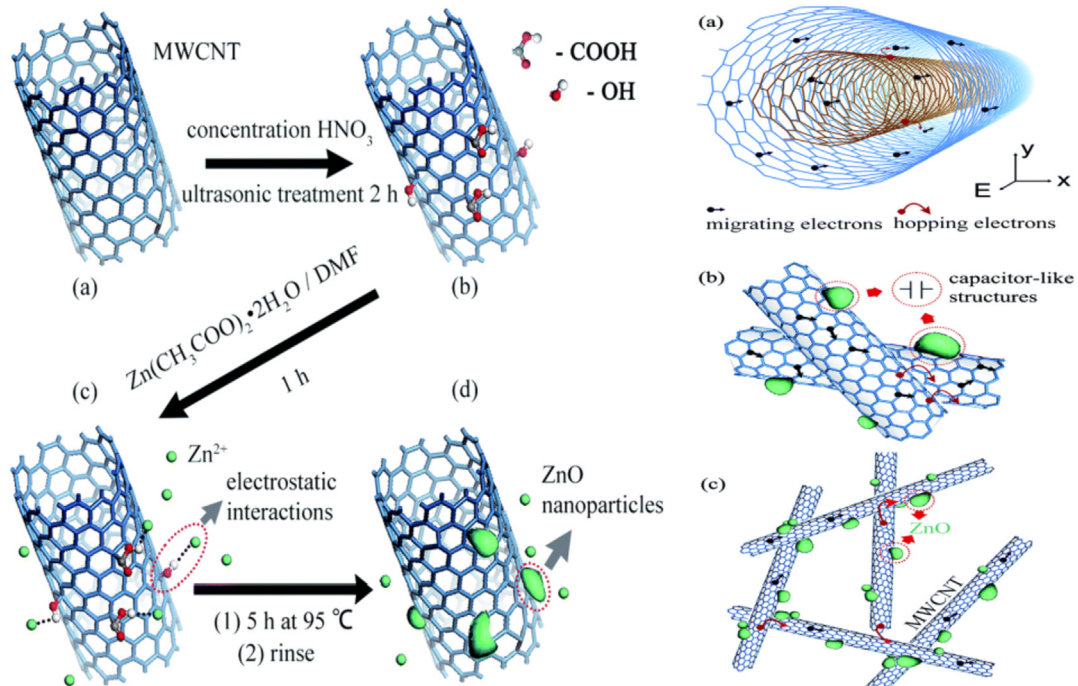 MWCNT
- COOH
- OH
concentration HNO₃
ultrasonic treatment 2 h
(a)
(b)
Zn(CH₃COO)₂•2H₂O / DMF
1 h
(c)
(d)
Zn²⁺
electrostatic
interactions
ZnO
nanoparticles
(1) 5 h at 95 ℃
(2) rinse
(a)
y
E
x
migrating electrons
hopping electrons
(b)
capacitor-like
structures
(c)
ZnO
MWCNT